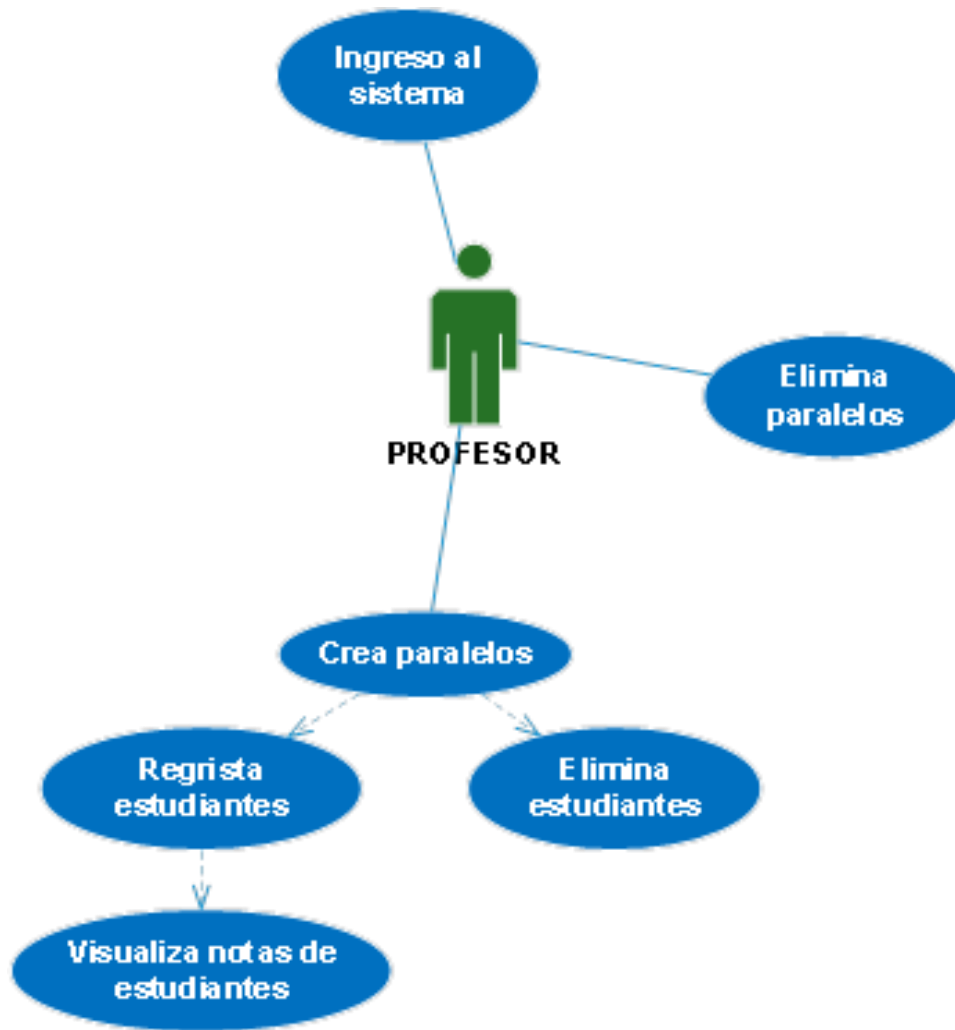 Ingreso al
sistema
Elimina
paralelos
PROFESOR
Crea paralelos
Regrista
estudiantes
Elimina
estudiantes
Visualiza notas de
estudiantes